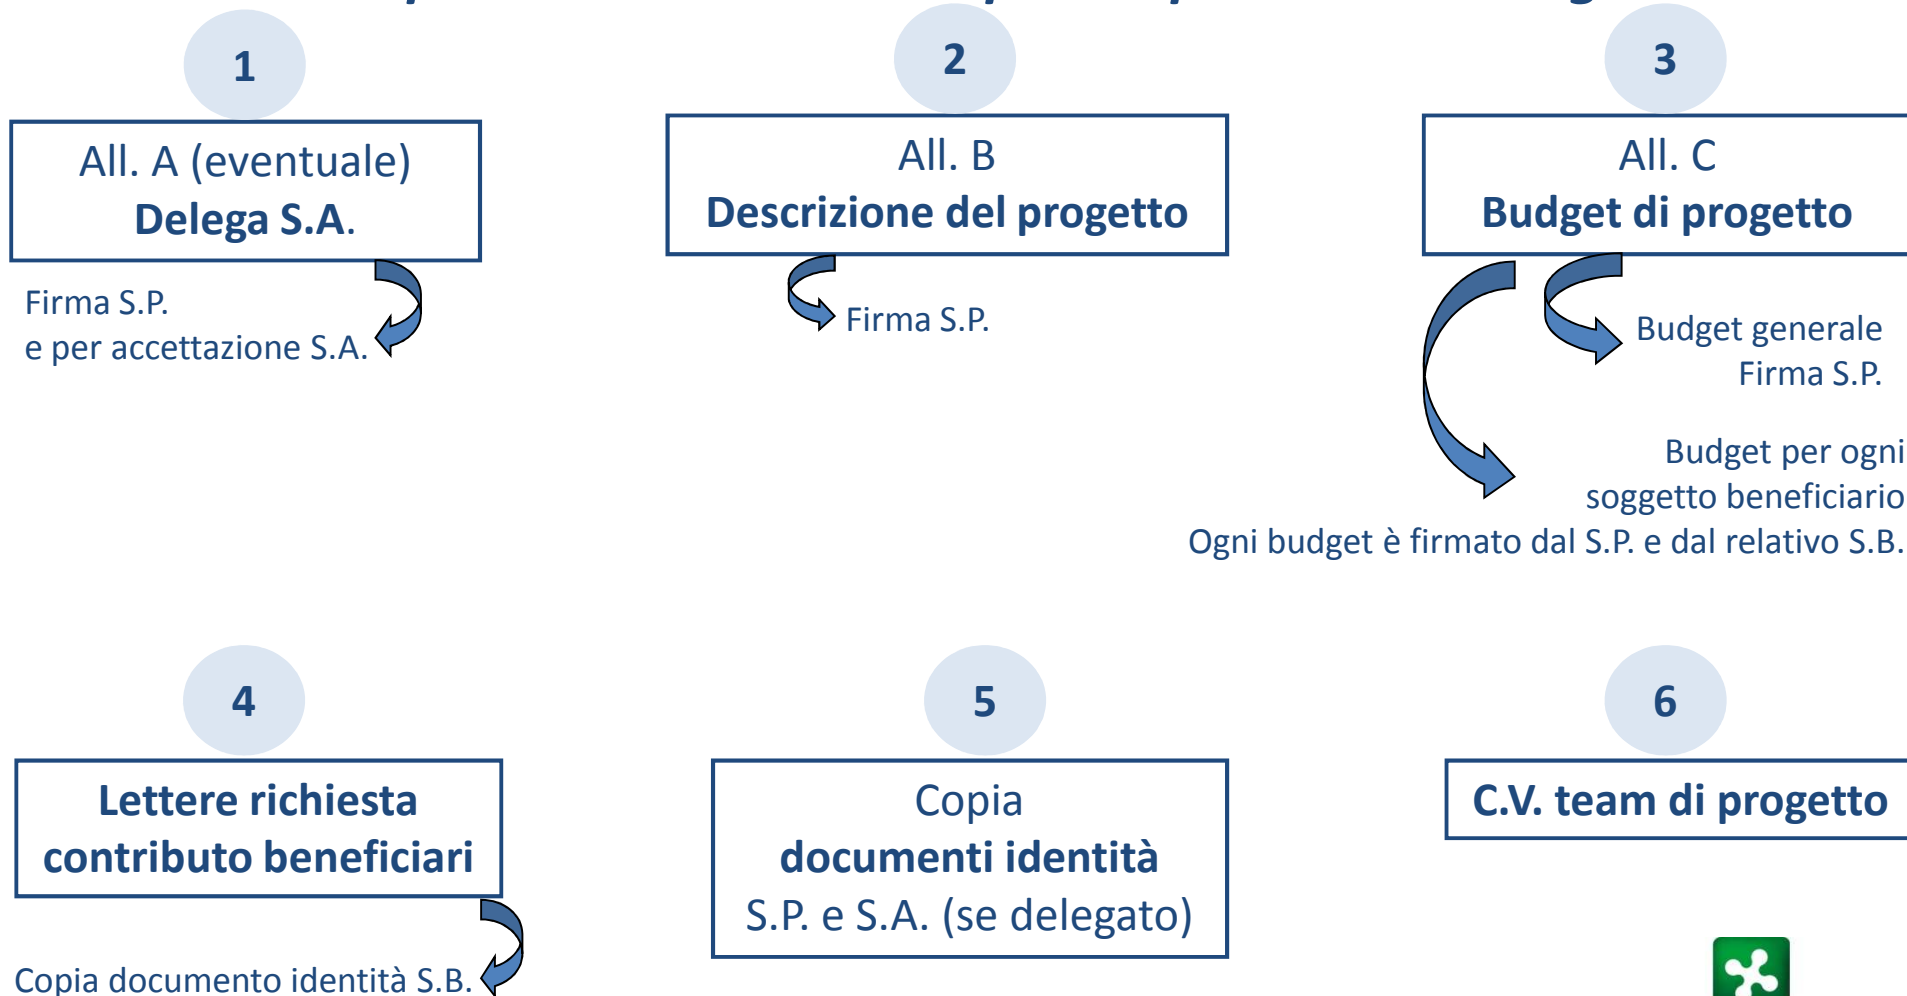 1
All. A (eventuale)
Delega S.A.
Firma S.P.
e per accettazione S.A.
2
All. B
Descrizione del progetto
Firma S.P.
3
All. C
Budget di progetto
Budget generale
Firma S.P.
Budget per ogni
soggetto beneficiario
Ogni budget è firmato dal S.P. e dal relativo S.B.
4
Lettere richiesta
contributo beneficiari
Copia documento identità S.B.
5
Copia
documenti identità
S.P. e S.A. (se delegato)
6
C.V. team di progetto